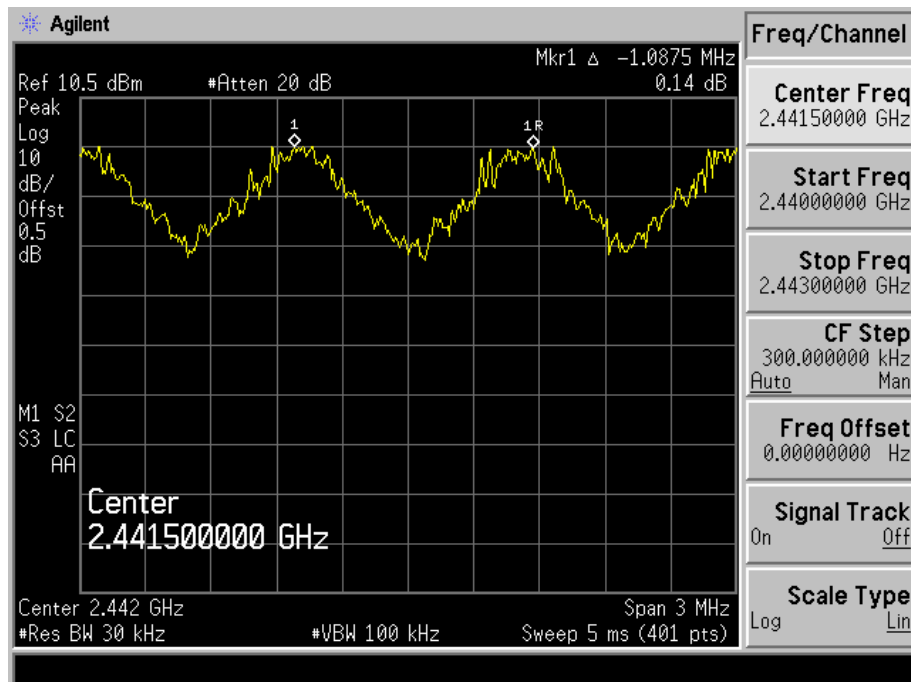 Agilent
Freq/Channel
Mkr1 Δ -1.0875 MHz
Ref 10.5 dBm #Atten 20 dB 0.14 dB
Peak
Log
10
dB/
Offst
0.5
dB
1 1R
M1 S2
S3 LC
AA
Center
2.441500000 GHz
Center 2.442 GHz Span 3 MHz
#Res BW 30 kHz #VBW 100 kHz Sweep 5 ms (401 pts)
Center Freq
2.44150000 GHz
Start Freq
2.44000000 GHz
Stop Freq
2.44300000 GHz
CF Step
300.000000 kHz
Auto Man
Freq Offset
0.00000000 Hz
Signal Track
On Off
Scale Type
Log Lin